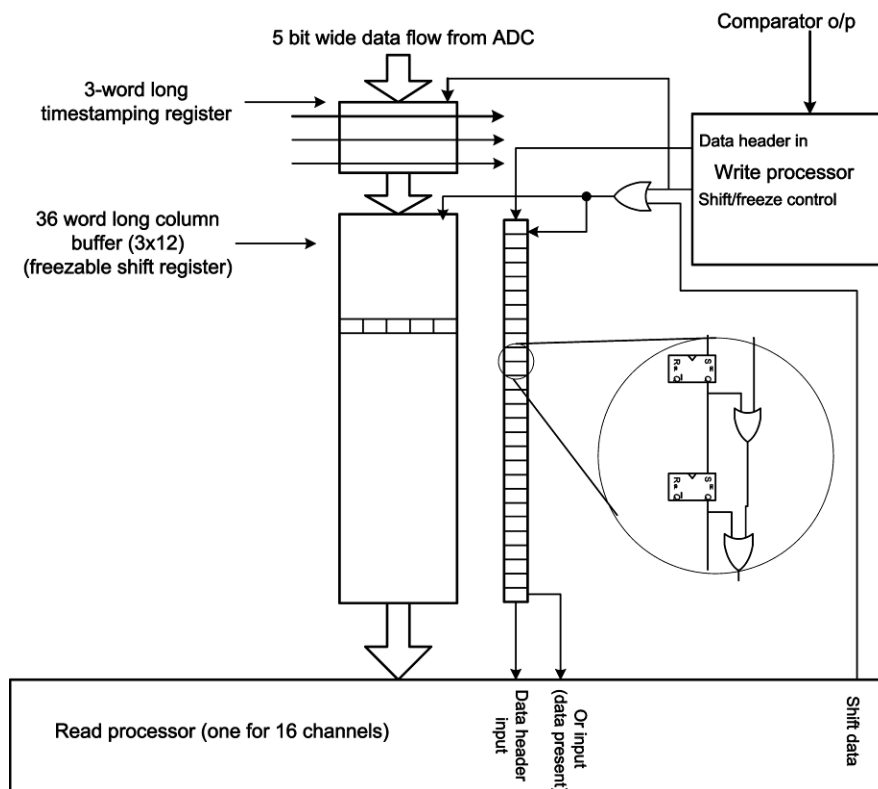 Comparator o/p
5 bit wide data flow from ADC
3-word long
timestamping register
Data header in
Write processor
Shift/freeze control
36 word long column
buffer (3x12)
(freezable shift register)
Read processor (one for 16 channels)
Data header
input
Or input
(data present)
Shift data